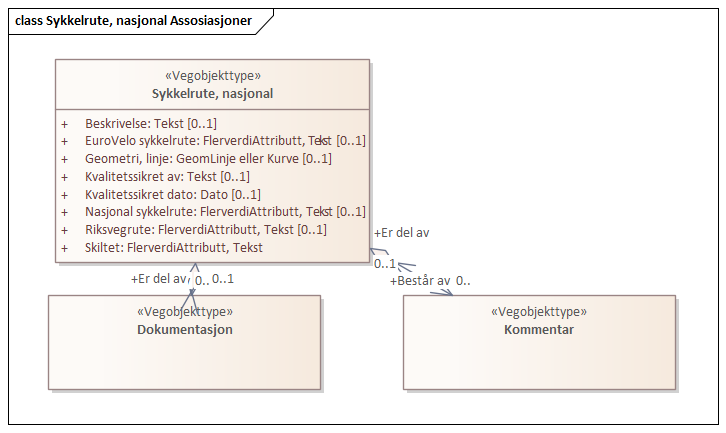 class Sykkelrute, nasjonal Assosiasjoner
«Vegobjekttype»
Sykkelrute, nasjonal
+ Beskrivelse: Tekst [0..1]
+ EuroVelo sykkelrute: FlerverdiAttributt, Tekst [0..1]
+ Geometri, linje: GeomLinje eller Kurve [0..1]
+ Kvalitetssikret av: Tekst [0..1]
+ Kvalitetssikret dato: Dato [0..1]
+ Nasjonal sykkelrute: FlerverdiAttributt, Tekst [0..1]
+ Riksvegrute: FlerverdiAttributt, Tekst [0..1]
+ Skiltet: FlerverdiAttributt, Tekst
+Er del av
0..1
+Består av 0..
+Er del av 0.. 0..1
«Vegobjekttype»
Dokumentasjon
«Vegobjekttype»
Kommentar